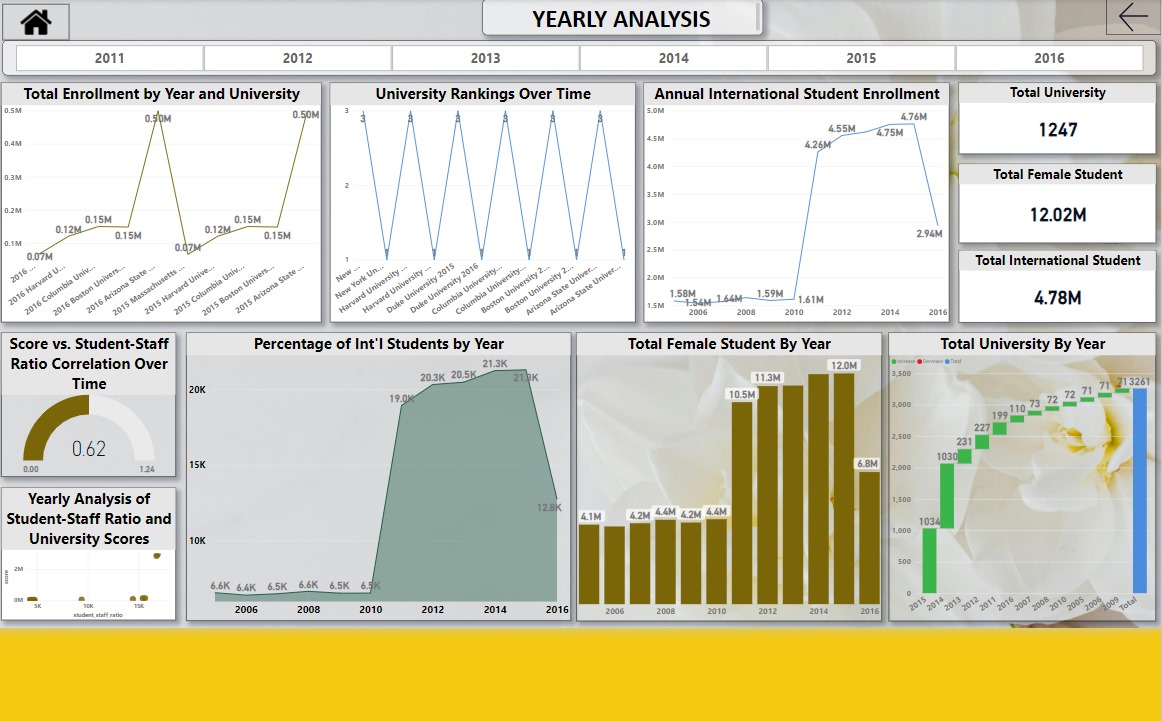 YEARLY ANALYSIS
2011
2012
2013
2014
2015
2016
Total Enrollment by Year and University
0.5M
0.4M
0.3M
0.2M
0.1M
0.07M
0.12M
0.15M
0.15M
0.50M
0.07M
0.12M
0.15M
0.15M
0.50M
2016 ...
2016 Harvard U...
2016 Columbia Univ...
2016 Boston Univers...
2016 Arizona State ...
2015 Massachusetts ...
2015 Harvard Unive...
2015 Columbia Univ...
2015 Boston Univers...
2015 Arizona State ...
University Rankings Over Time
3
2
1
3
1
3
1
3
1
3
1
3
1
3
1
New ...
New York Un...
Harvard University ...
Harvard University ...
Duke University 2015
Duke University 2016
Columbia University...
Columbia University...
Boston University 2...
Boston University 2...
Arizona State Univer...
Arizona State Univer...
Annual International Student Enrollment
5.0M
4.5M
4.0M
3.5M
3.0M
2.5M
2.0M
1.5M
1.58M
1.54M
1.64M
1.59M
1.61M
4.26M
4.55M
4.75M
4.76M
2.94M
2006
2008
2010
2012
2014
2016
Total University
1247
Total Female Student
12.02M
Total International Student
4.78M
Score vs. Student-Staff
Ratio Correlation Over
Time
0.62
0.00
1.24
Yearly Analysis of
Student-Staff Ratio and
University Scores
score
2M
0M
5K
10K
15K
student_staff_ratio
Percentage of Int'l Students by Year
20K
15K
10K
6.6K
6.4K
6.5K
6.6K
6.5K
6.5K
19.0K
20.3K
20.5K
21.3K
21.3K
12.8K
2006
2008
2010
2012
2014
2016
Total Female Student By Year
4.1M
4.2M
4.4M
4.2M
4.4M
10.5M
11.3M
12.0M
6.8M
2006
2008
2010
2012
2014
2016
Total University By Year
Increase
Decrease
Total
3,500
3,000
2,500
2,000
1,500
1,000
500
0
1034
1030
231
227
199
110
73
72
72
71
71
71
3261
2015
2014
2013
2012
2011
2016
2007
2008
2010
2005
2006
2009
Total